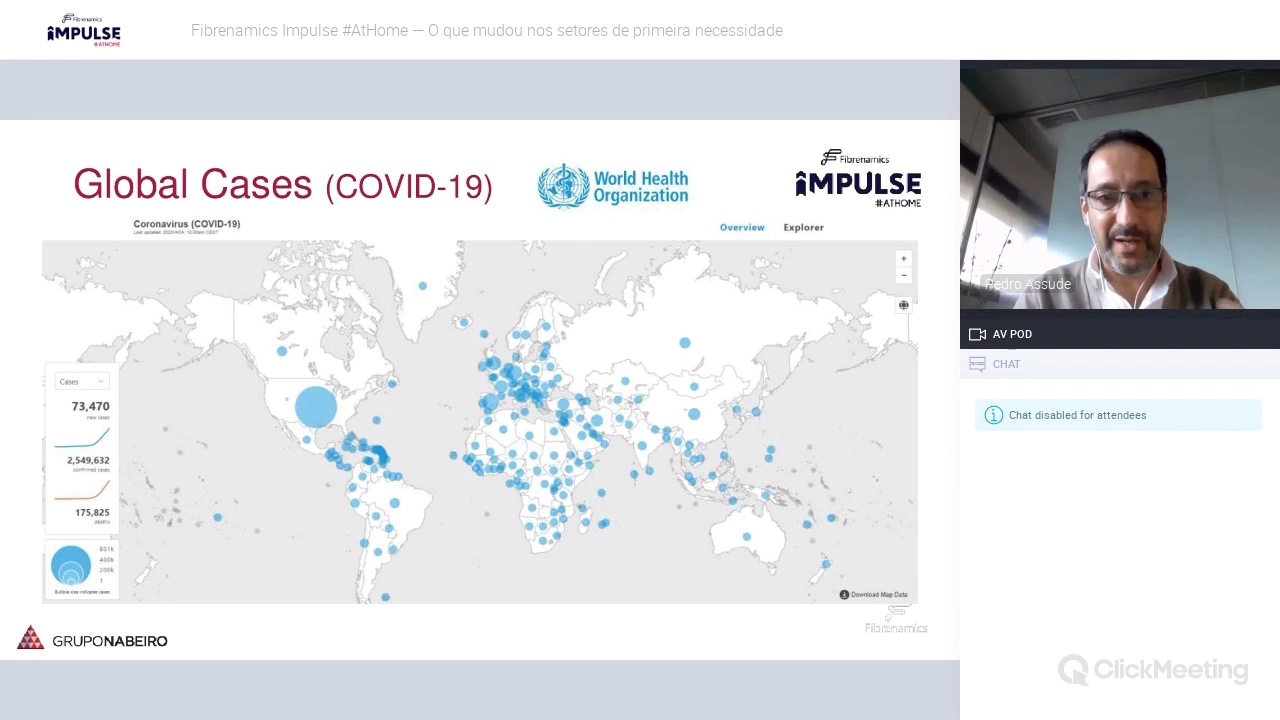 Fibrenamics
IMPULSE
#ATHOME
Fibrenamics Impulse #AtHome — O que mudou nos setores de primeira necessidade
Global Cases (COVID-19)
World Health
Organization
Fibrenamics
IMPULSE
#ATHOME
Coronavirus (COVID-19)
Overview
Explorer
+
−
Cases
73,470
new cases
2,549,632
confirmed cases
175,825
deaths
801k
400k
200k
1
Bubble size indicates cases
Download Map Data
Fibrenamics
GRUPONABEIRO
Pedro Assude
AV POD
CHAT
Chat disabled for attendees
ClickMeeting